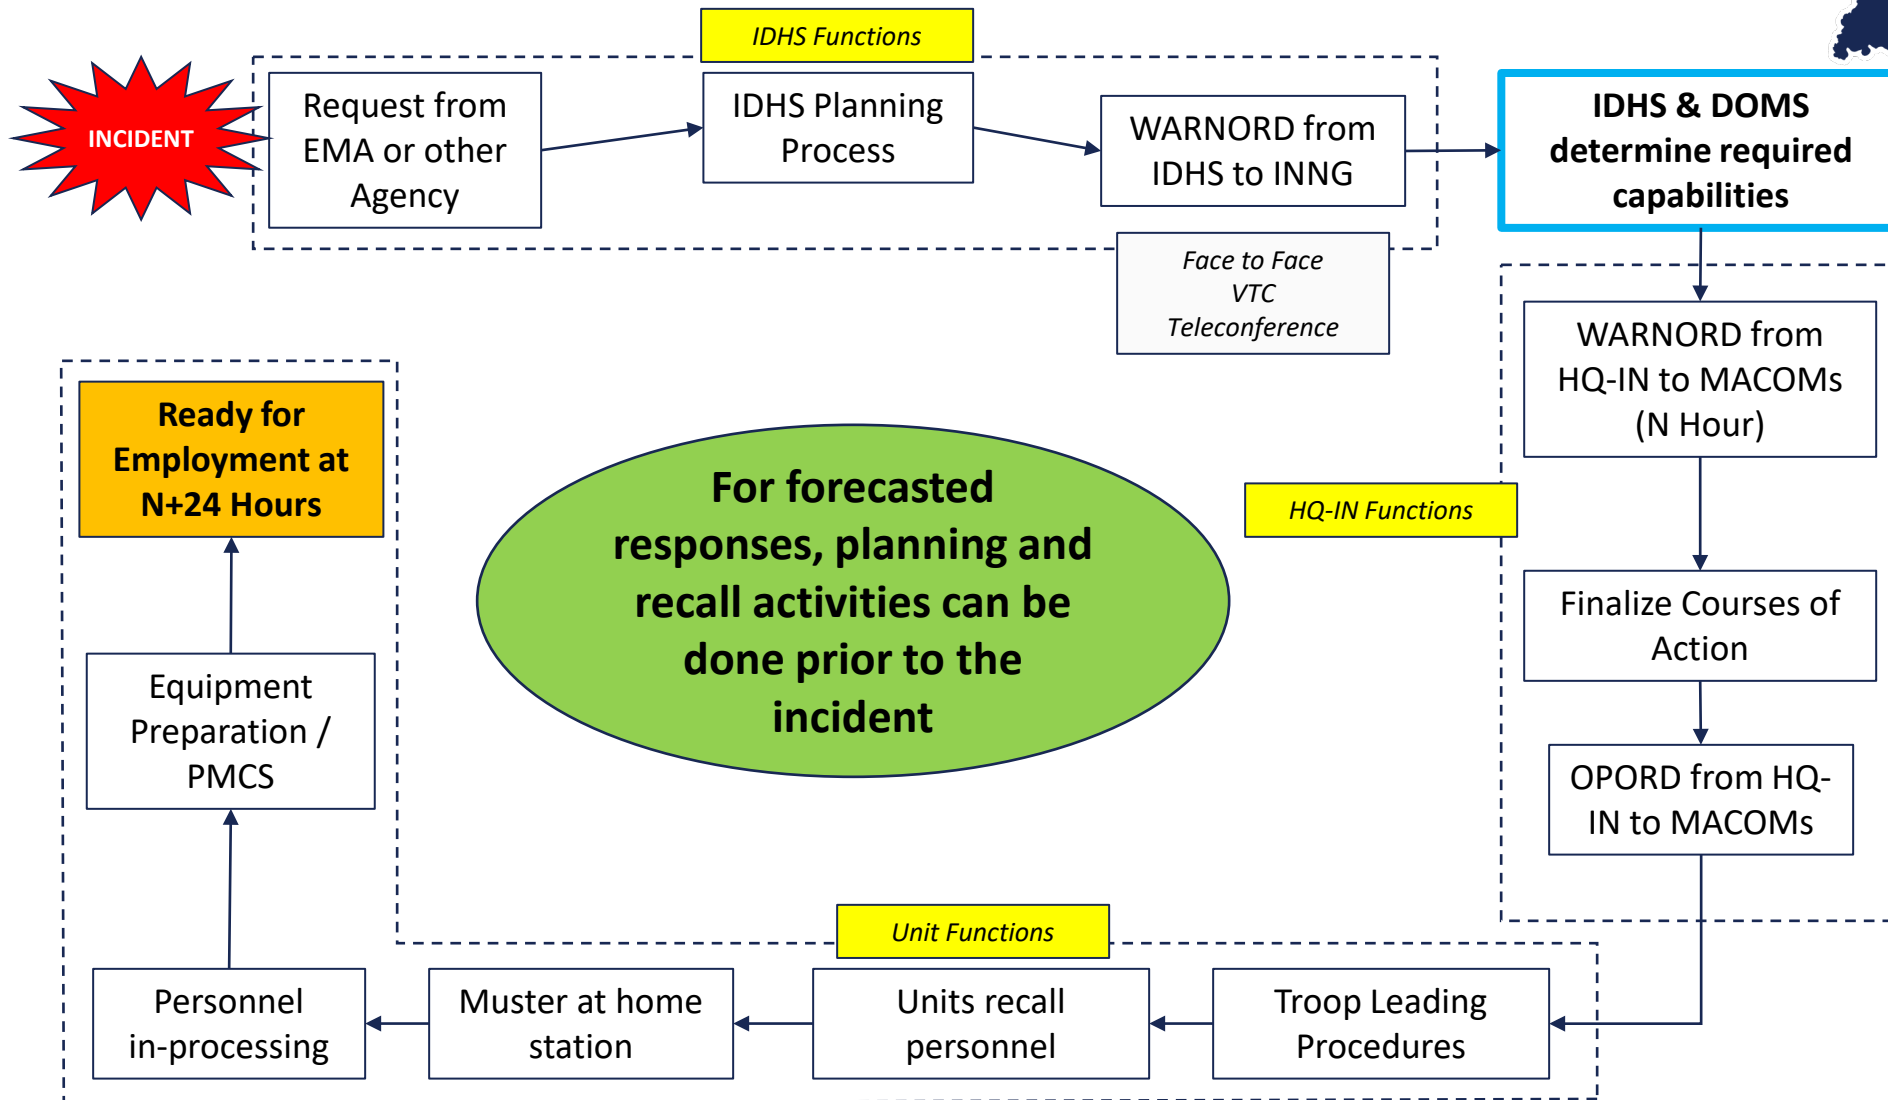 IDHS Functions
INCIDENT
Request from
EMA or other
Agency
IDHS Planning
Process
WARNORD from
IDHS to INNG
IDHS & DOMS
determine required
capabilities
Face to Face
VTC
Teleconference
WARNORD from
HQ-IN to MACOMs
(N Hour)
HQ-IN Functions
Finalize Courses of
Action
OPORD from HQ-
IN to MACOMs
For forecasted
responses, planning and
recall activities can be
done prior to the
incident
Ready for
Employment at
N+24 Hours
Equipment
Preparation /
PMCS
Unit Functions
Personnel
in-processing
Muster at home
station
Units recall
personnel
Troop Leading
Procedures